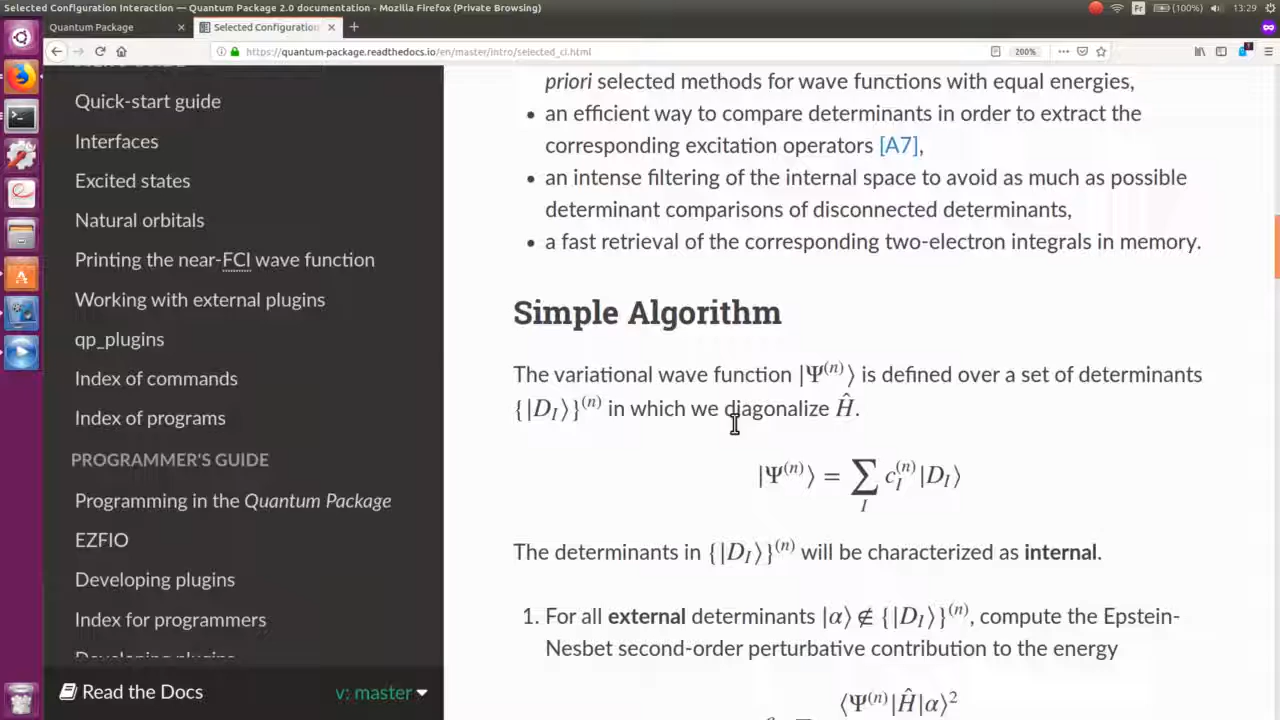 Selected Configuration Interaction — Quantum Package 2.0 documentation - Mozilla Firefox (Private Browsing)
Fr
(100%)
13:29
Quantum Package
Selected Configuration
https://quantum-package.readthedocs.io/en/master/intro/selected_ci.html
200%
Quick-start guide
Interfaces
Excited states
Natural orbitals
Printing the near-FCI wave function
Working with external plugins
qp_plugins
Index of commands
Index of programs
PROGRAMMER'S GUIDE
Programming in the Quantum Package
EZFIO
Developing plugins
Index for programmers
Developing plugins
Read the Docs
v: master
priori selected methods for wave functions with equal energies,
• an efficient way to compare determinants in order to extract the
corresponding excitation operators [A7],
• an intense filtering of the internal space to avoid as much as possible
determinant comparisons of disconnected determinants,
• a fast retrieval of the corresponding two-electron integrals in memory.
Simple Algorithm
The variational wave function |Ψ⁽ⁿ⁾⟩ is defined over a set of determinants
{|D_I⟩}⁽ⁿ⁾ in which we diagonalize Ĥ.
|Ψ⁽ⁿ⁾⟩ = ∑_I c_I⁽ⁿ⁾ |D_I⟩
The determinants in {|D_I⟩}⁽ⁿ⁾ will be characterized as internal.
1. For all external determinants |α⟩ ∉ {|D_I⟩}⁽ⁿ⁾, compute the Epstein-
Nesbet second-order perturbative contribution to the energy
⟨Ψ⁽ⁿ⁾|Ĥ|α⟩²